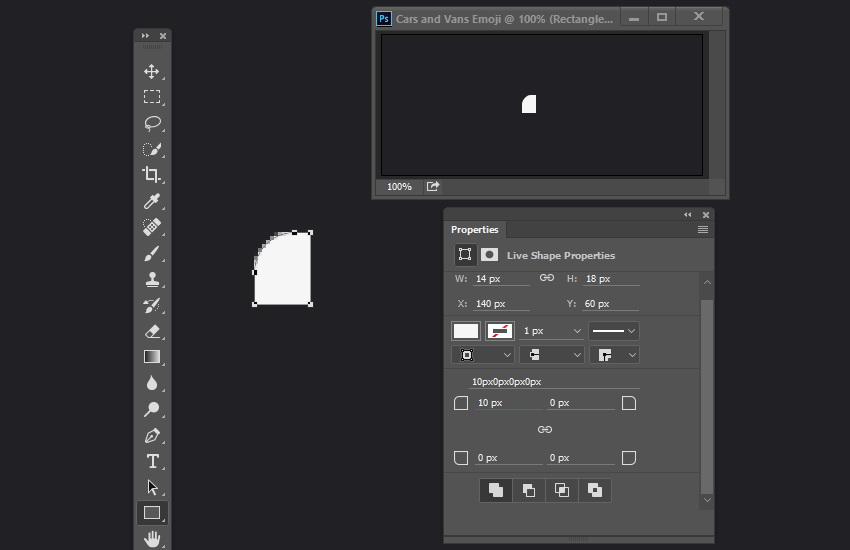 Ps Cars and Vans Emoji @ 100% (Rectangle...
100%
Properties
Live Shape Properties
W: 14 px H: 18 px
X: 140 px Y: 60 px
1 px
10px0px0px0px
10 px 0 px
0 px 0 px
T